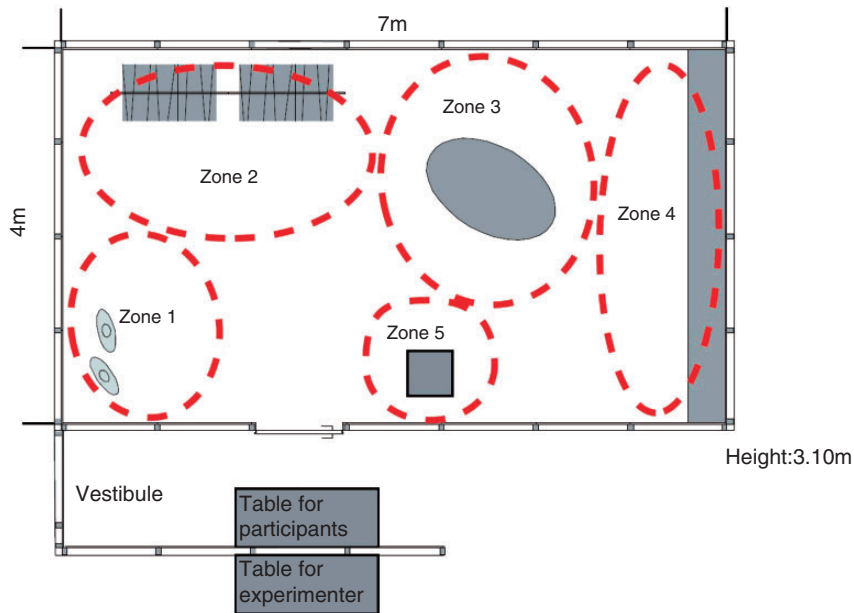 7m
Zone 3
Zone 2
Zone 4
4m
Zone 1
Zone 5
Height:3.10m
Vestibule
Table for
participants
Table for
experimenter